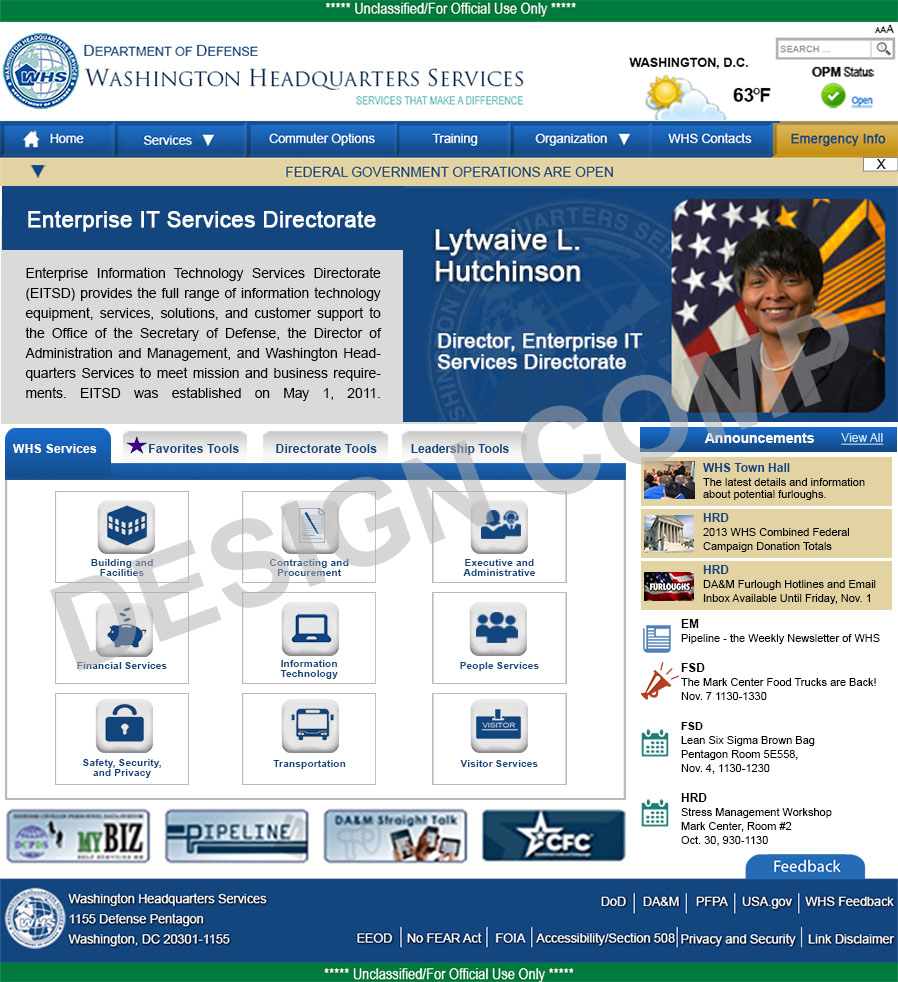 ***** Unclassified/For Official Use Only *****
AAA
DEPARTMENT OF DEFENSE
WASHINGTON HEADQUARTERS SERVICES
SERVICES THAT MAKE A DIFFERENCE
WHS
WASHINGTON, D.C.
63ºF
SEARCH ...
OPM Status:
Open
Home
Services
Commuter Options
Training
Organization
WHS Contacts
Emergency Info
FEDERAL GOVERNMENT OPERATIONS ARE OPEN
X
Enterprise IT Services Directorate
Enterprise Information Technology Services Directorate
(EITSD) provides the full range of information technology
equipment, services, solutions, and customer support to
the Office of the Secretary of Defense, the Director of
Administration and Management, and Washington Head-
quarters Services to meet mission and business require-
ments. EITSD was established on May 1, 2011.
Lytwaive L.
Hutchinson
Director, Enterprise IT
Services Directorate
DESIGN COMP
WHS Services
Favorites Tools
Directorate Tools
Leadership Tools
Building and
Facilities
Contracting and
Procurement
Executive and
Administrative
Financial Services
Information
Technology
People Services
Safety, Security,
and Privacy
Transportation
VISITOR
Visitor Services
Announcements
View All
WHS Town Hall
The latest details and information
about potential furloughs.
HRD
2013 WHS Combined Federal
Campaign Donation Totals
FURLOUGHS
HRD
DA&M Furlough Hotlines and Email
Inbox Available Until Friday, Nov. 1
EM
Pipeline - the Weekly Newsletter of WHS
FSD
The Mark Center Food Trucks are Back!
Nov. 7 1130-1330
FSD
Lean Six Sigma Brown Bag
Pentagon Room 5E558,
Nov. 4, 1130-1230
HRD
Stress Management Workshop
Mark Center, Room #2
Oct. 30, 930-1130
DCPDS
MYBIZ
PIPELINE
DA&M Straight Talk
CFC
Feedback
WHS
Washington Headquarters Services
1155 Defense Pentagon
Washington, DC 20301-1155
DoD | DA&M | PFPA | USA.gov | WHS Feedback
EEOD | No FEAR Act | FOIA | Accessibility/Section 508 | Privacy and Security | Link Disclaimer
***** Unclassified/For Official Use Only *****